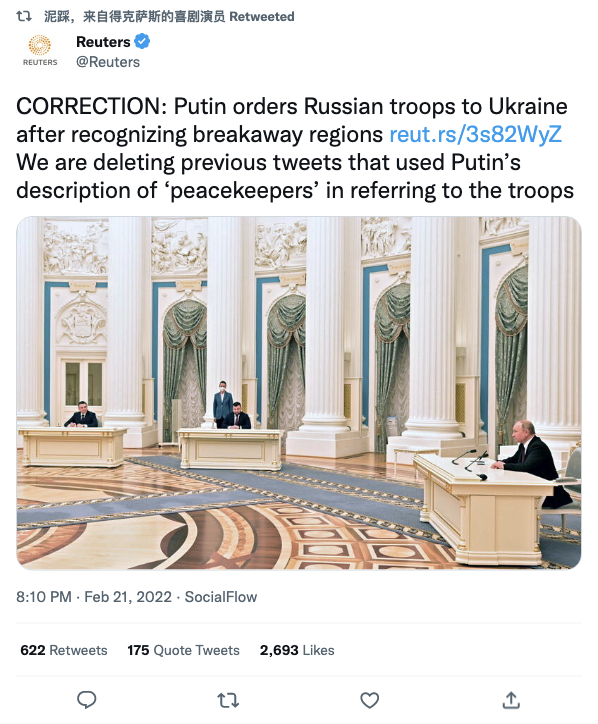 泥踩，来自得克萨斯的喜剧演员 Retweeted
Reuters
@Reuters
REUTERS
CORRECTION: Putin orders Russian troops to Ukraine
after recognizing breakaway regions reut.rs/3s82WyZ
We are deleting previous tweets that used Putin’s
description of ‘peacekeepers’ in referring to the troops
8:10 PM · Feb 21, 2022 · SocialFlow
622 Retweets 175 Quote Tweets 2,693 Likes